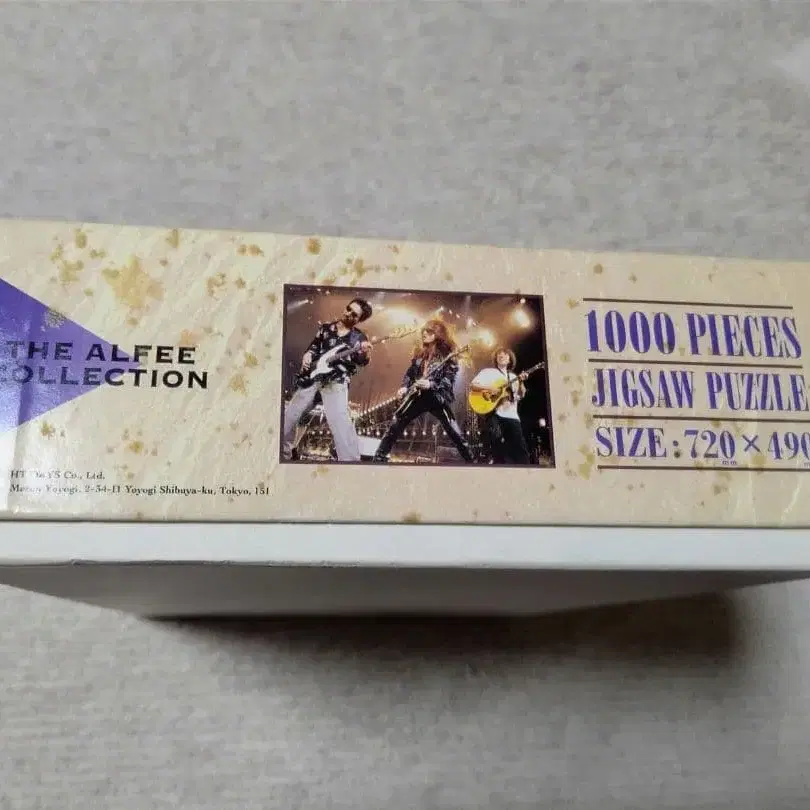 THE ALFEE
COLLECTION
Co., Ltd.
Yoyogi, 2-34-11 Yoyogi Shibuya-ku, Tokyo, 151
1000 PIECES
JIGSAW PUZZLE
SIZE : 720 × 490
mm